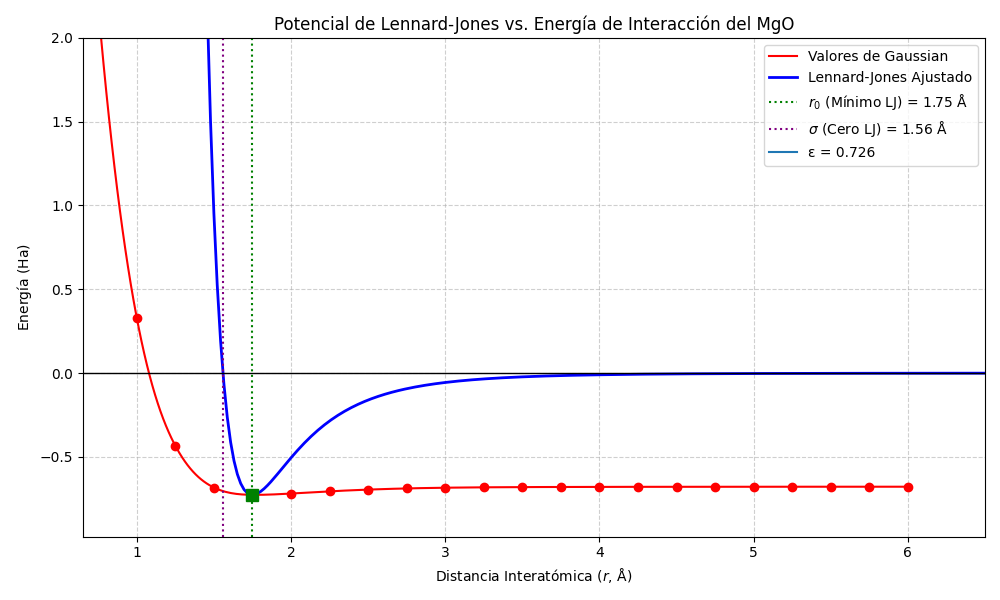 Potencial de Lennard-Jones vs. Energía de Interacción del MgO
Energía (Ha)
2.0
1.5
1.0
0.5
0.0
−0.5
Valores de Gaussian
Lennard-Jones Ajustado
r₀ (Mínimo LJ) = 1.75 Å
σ (Cero LJ) = 1.56 Å
ε = 0.726
1 2 3 4 5 6
Distancia Interatómica (r, Å)